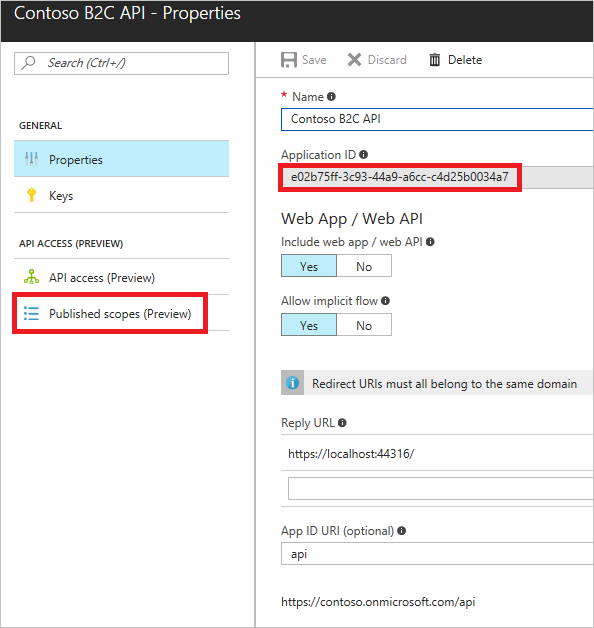 Contoso B2C API - Properties
Search (Ctrl+/)
GENERAL
Properties
Keys
API ACCESS (PREVIEW)
API access (Preview)
Published scopes (Preview)
Save Discard Delete
* Name
Contoso B2C API
Application ID
e02b75ff-3c93-44a9-a6cc-c4d25b0034a7
Web App / Web API
Include web app / web API
Yes No
Allow implicit flow
Yes No
Redirect URIs must all belong to the same domain
Reply URL
https://localhost:44316/
App ID URI (optional)
api
https://contoso.onmicrosoft.com/api